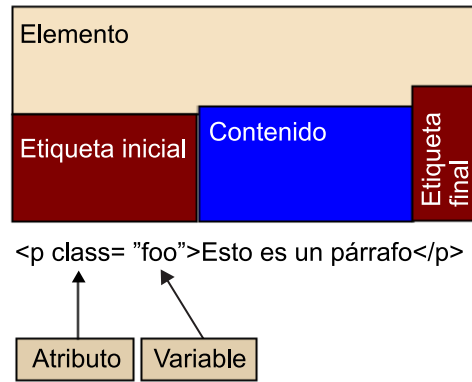 Elemento
Etiqueta inicial
Contenido
Etiqueta
final
<p class= ”foo”>Esto es un párrafo</p>
Atributo
Variable